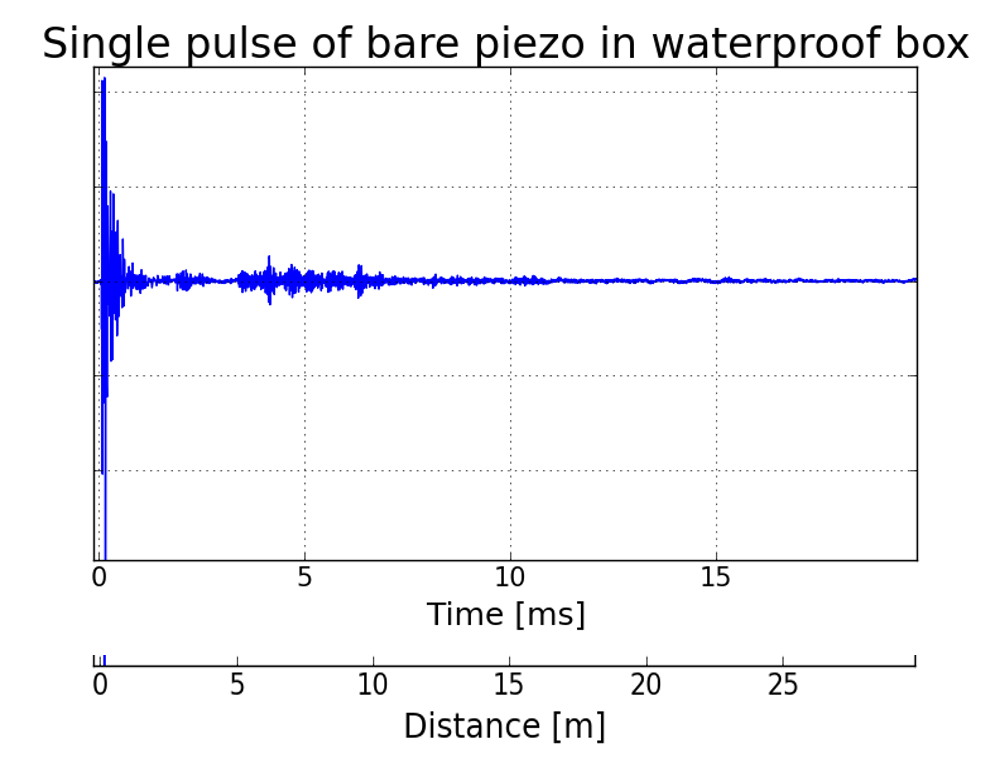 Single pulse of bare piezo in waterproof box
0 5 10 15
Time [ms]
0 5 10 15 20 25
Distance [m]